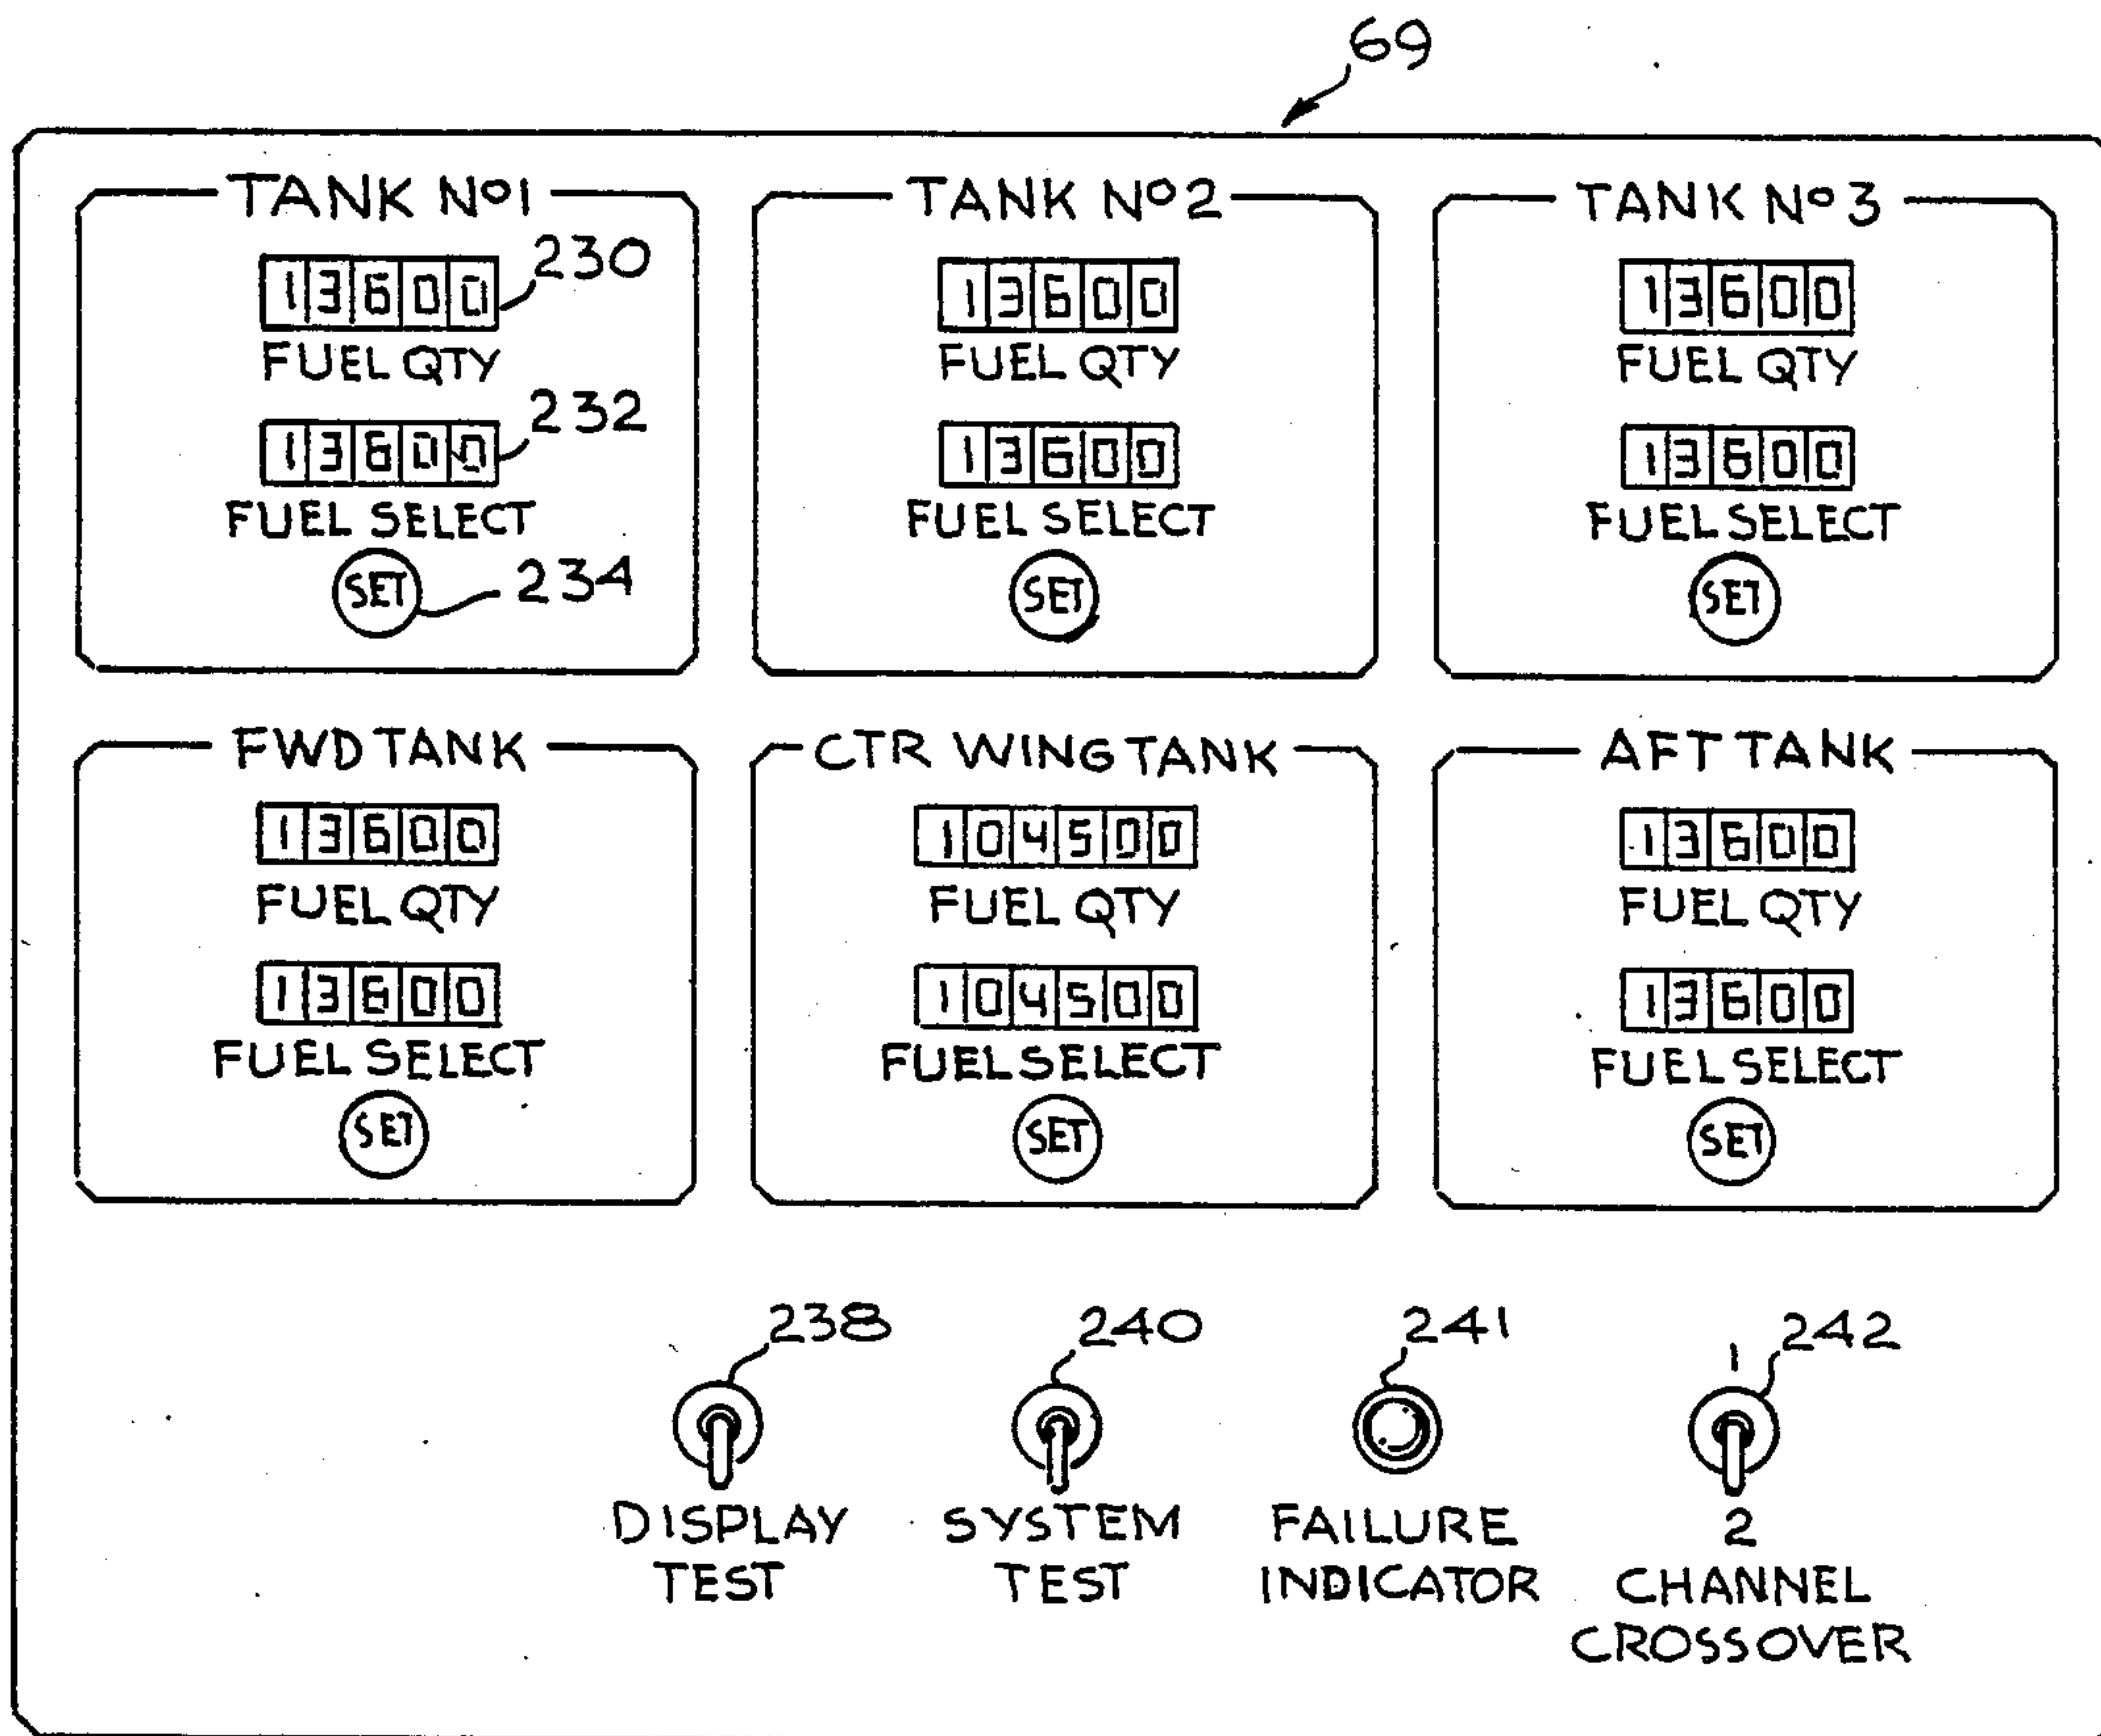 69
TANK Nº1
13600
230
FUEL QTY
13600
232
FUEL SELECT
SET
234
TANK Nº2
13600
FUEL QTY
13600
FUEL SELECT
SET
TANK Nº3
13600
FUEL QTY
13600
FUEL SELECT
SET
FWD TANK
13600
FUEL QTY
13600
FUEL SELECT
SET
CTR WING TANK
104500
FUEL QTY
104500
FUEL SELECT
SET
AFT TANK
13600
FUEL QTY
13600
FUEL SELECT
SET
238
DISPLAY
TEST
240
SYSTEM
TEST
241
FAILURE
INDICATOR
1
242
2
CHANNEL
CROSSOVER